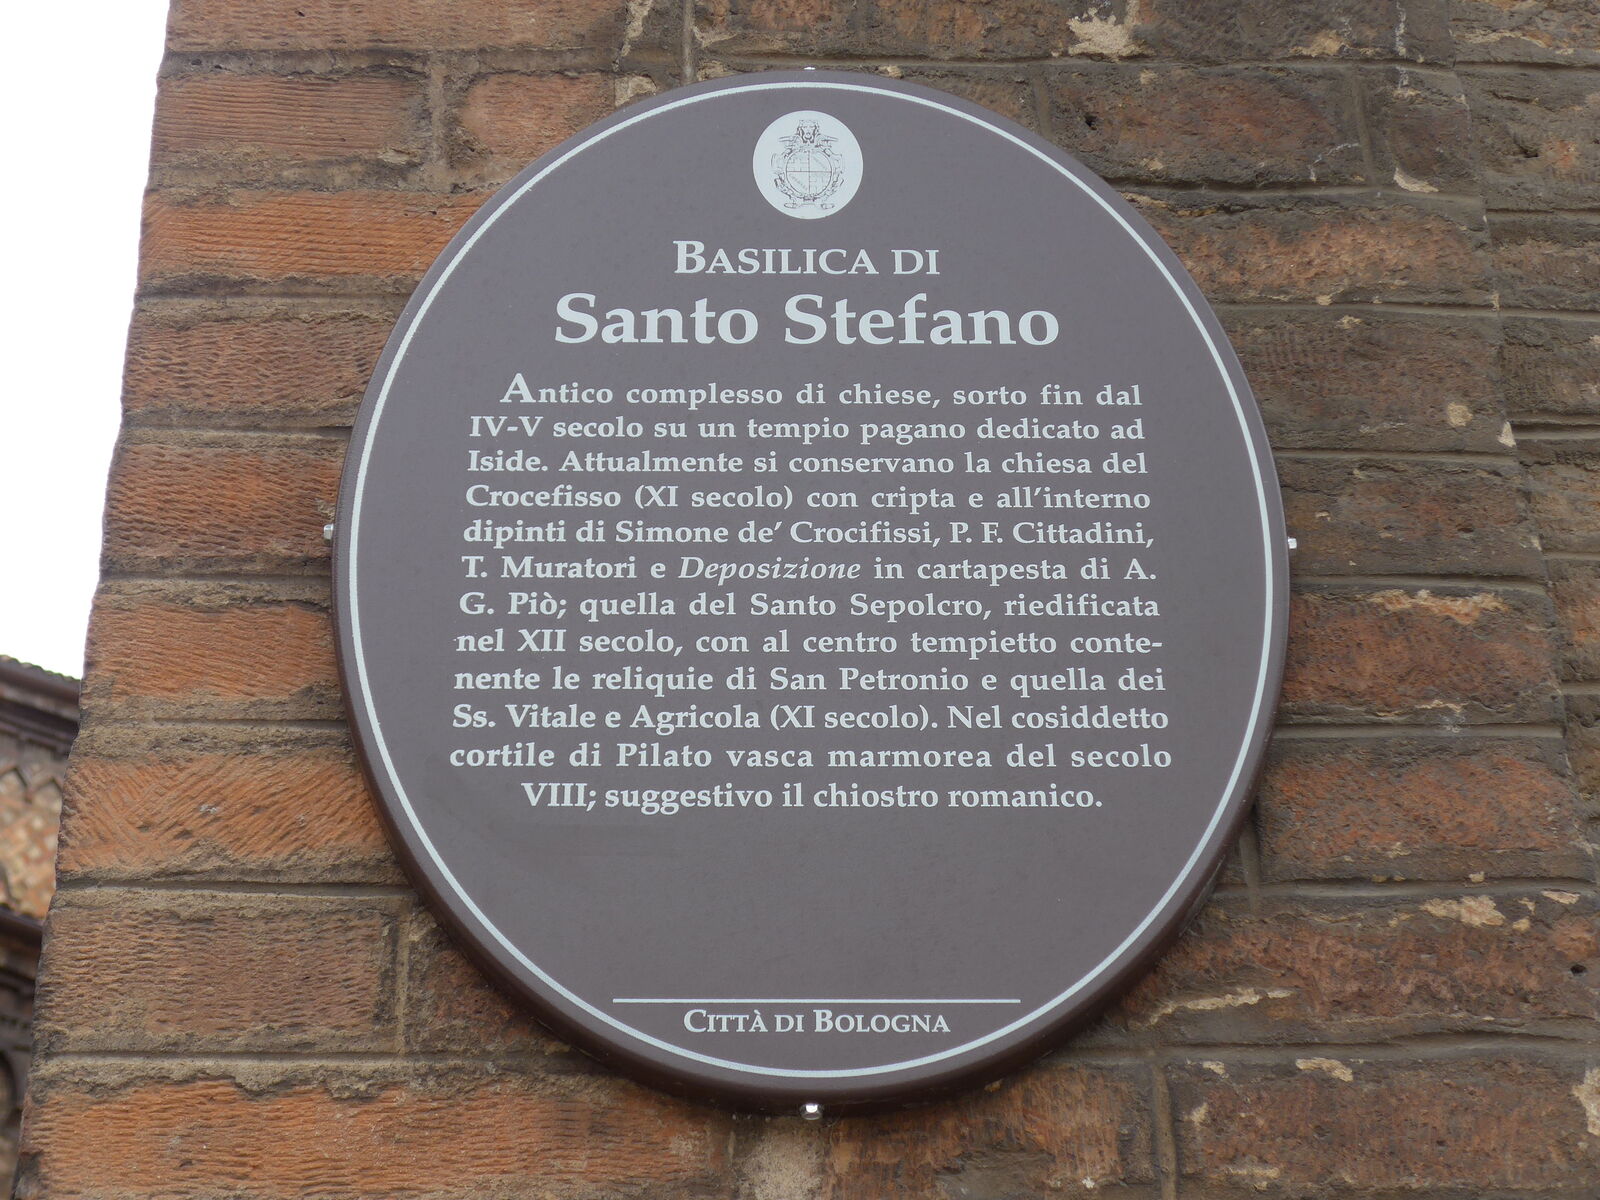 BASILICA DI
Santo Stefano
Antico complesso di chiese, sorto fin dal
IV-V secolo su un tempio pagano dedicato ad
Iside. Attualmente si conservano la chiesa del
Crocefisso (XI secolo) con cripta e all'interno
dipinti di Simone de' Crocifissi, P. F. Cittadini,
T. Muratori e Deposizione in cartapesta di A.
G. Piò; quella del Santo Sepolcro, riedificata
nel XII secolo, con al centro tempietto conte-
nente le reliquie di San Petronio e quella dei
Ss. Vitale e Agricola (XI secolo). Nel cosiddetto
cortile di Pilato vasca marmorea del secolo
VIII; suggestivo il chiostro romanico.
CITTÀ DI BOLOGNA